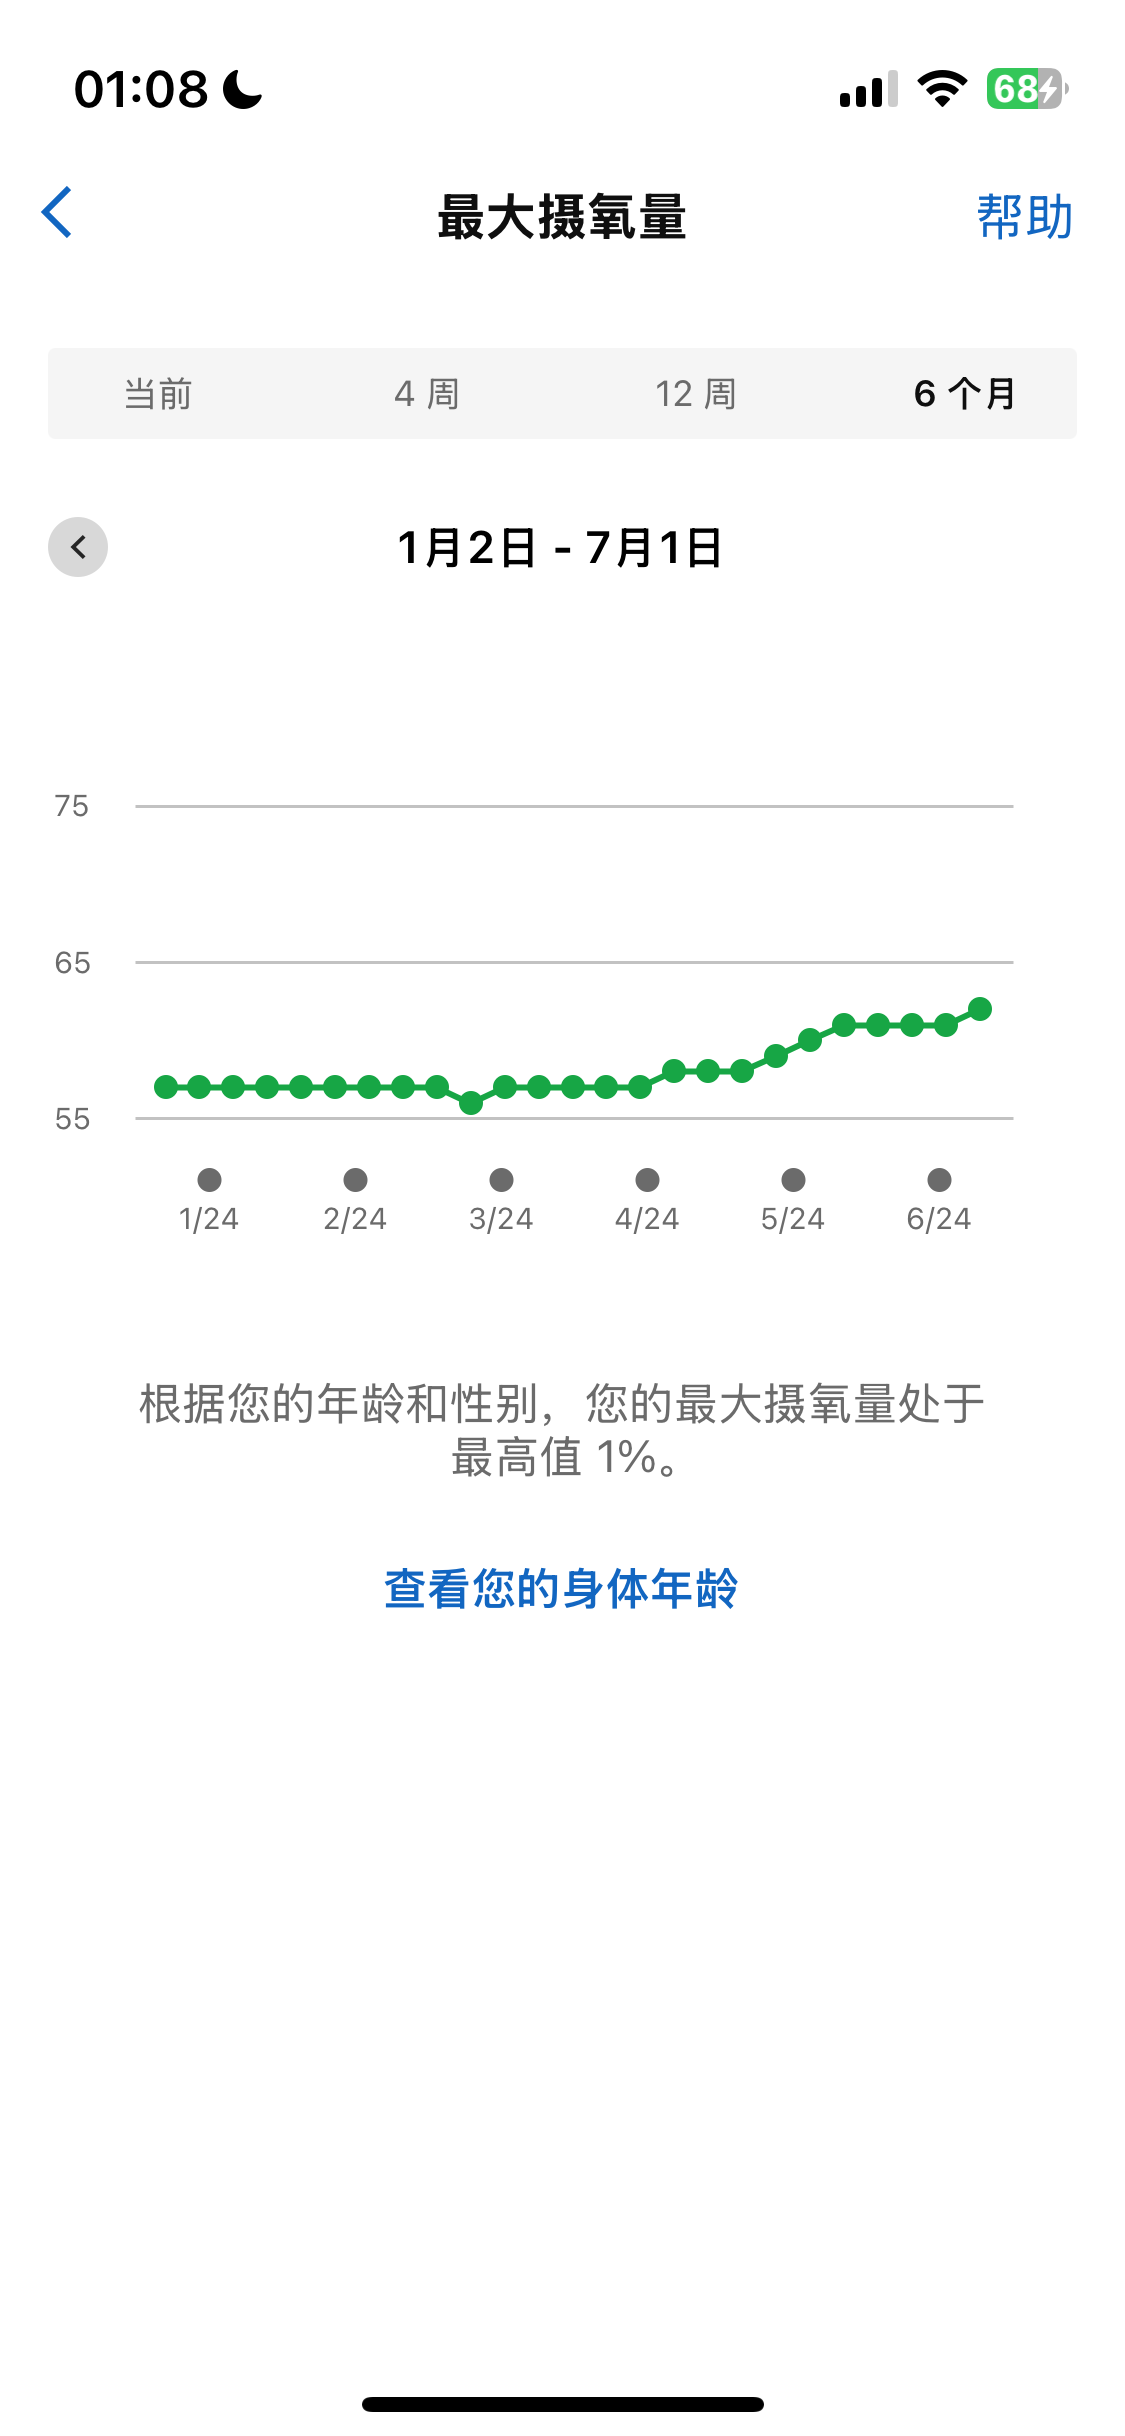 01:08
68
最大摄氧量
帮助
当前
4 周
12 周
6 个月
1月2日 - 7月1日
75
65
55
1/24
2/24
3/24
4/24
5/24
6/24
根据您的年龄和性别，您的最大摄氧量处于
最高值 1%。
查看您的身体年龄